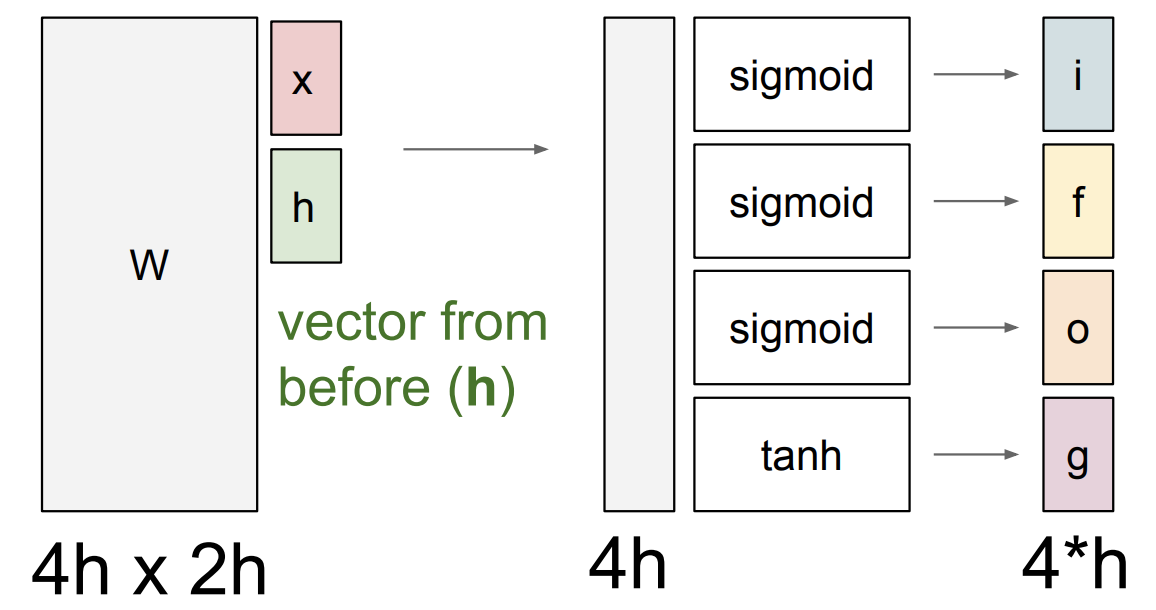 W
x
h
vector from
before (h)
4h x 2h
4h
sigmoid
sigmoid
sigmoid
tanh
i
f
o
g
4*h